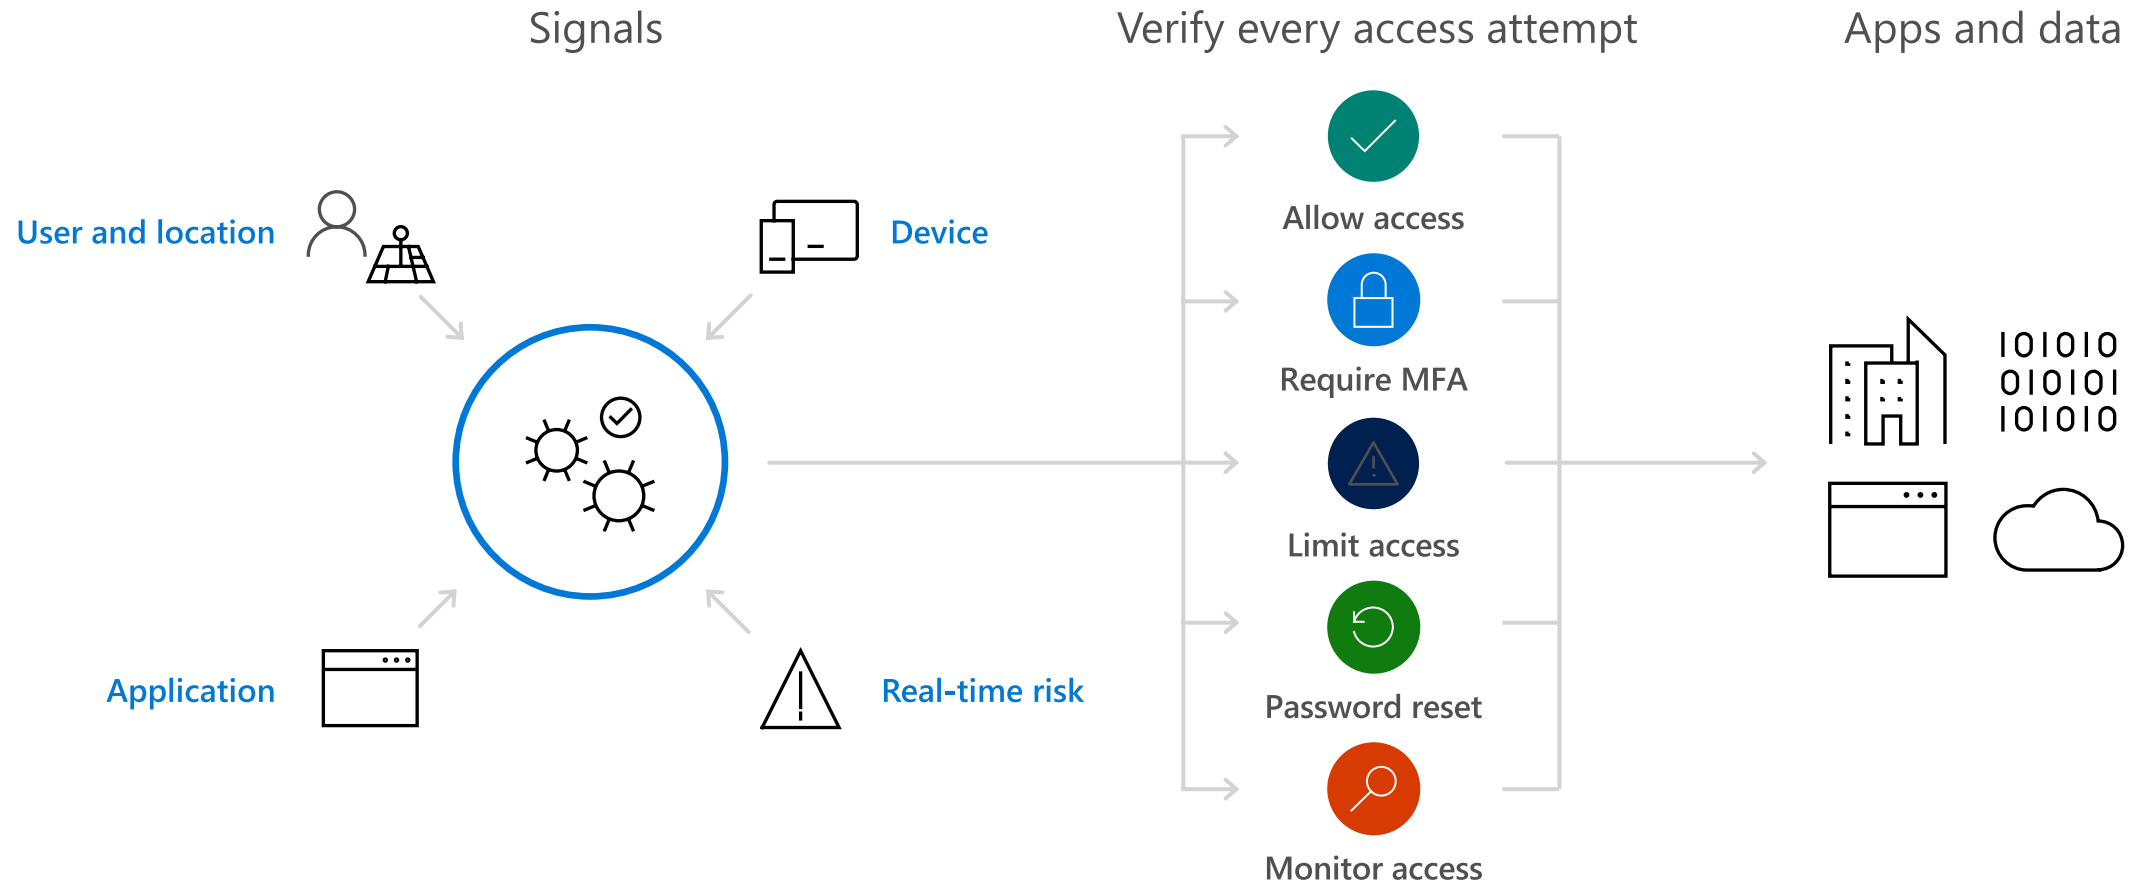 Signals
Verify every access attempt
Apps and data
User and location
Device
Application
Real-time risk
Allow access
Require MFA
Limit access
Password reset
Monitor access
101010
010101
101010